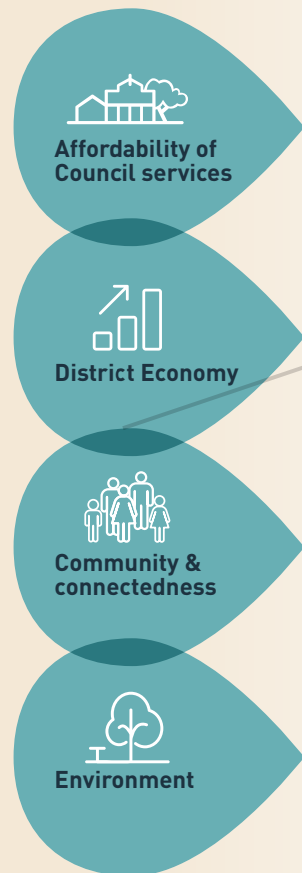 Affordability of
Council services
District Economy
Community &
connectedness
Environment